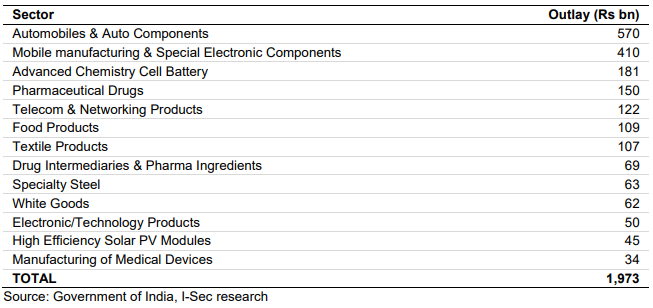 Sector Outlay (Rs bn)
Automobiles & Auto Components 570
Mobile manufacturing & Special Electronic Components 410
Advanced Chemistry Cell Battery 181
Pharmaceutical Drugs 150
Telecom & Networking Products 122
Food Products 109
Textile Products 107
Drug Intermediaries & Pharma Ingredients 69
Specialty Steel 63
White Goods 62
Electronic/Technology Products 50
High Efficiency Solar PV Modules 45
Manufacturing of Medical Devices 34
TOTAL 1,973
Source: Government of India, I-Sec research